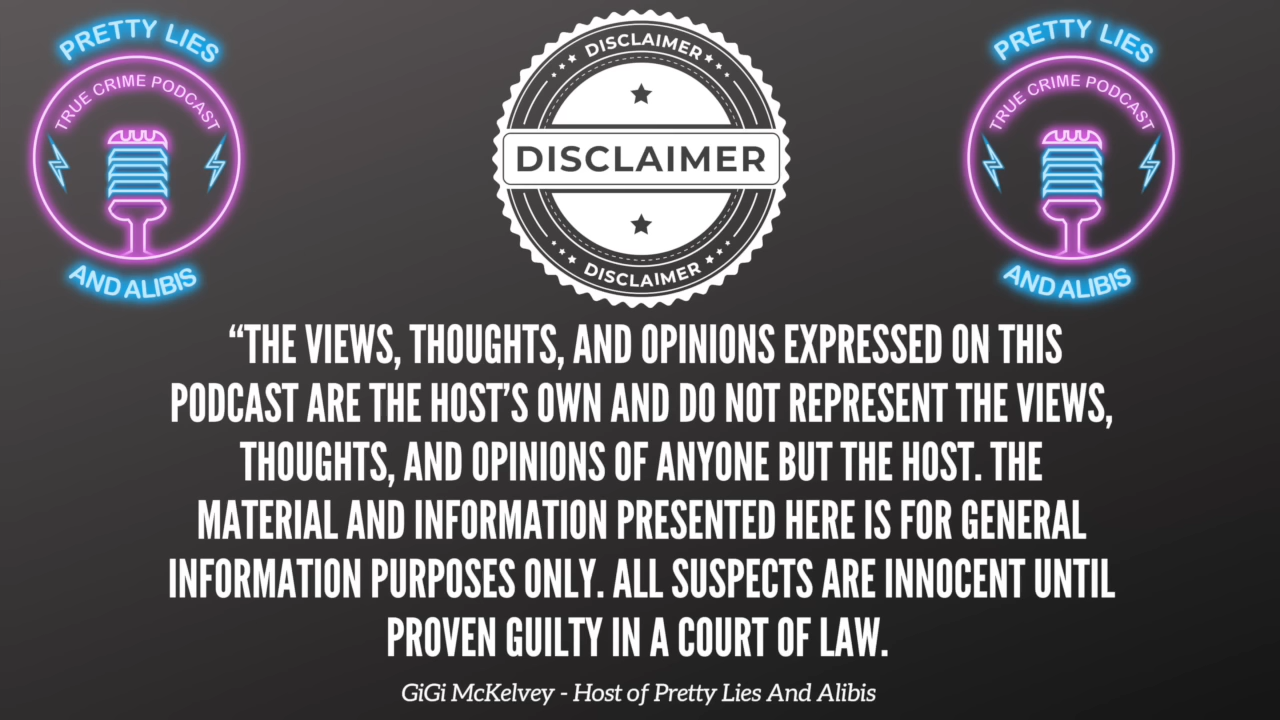 PRETTY LIES
TRUE CRIME PODCAST
AND ALIBIS
DISCLAIMER
DISCLAIMER
DISCLAIMER
PRETTY LIES
TRUE CRIME PODCAST
AND ALIBIS
“THE VIEWS, THOUGHTS, AND OPINIONS EXPRESSED ON THIS
PODCAST ARE THE HOST’S OWN AND DO NOT REPRESENT THE VIEWS,
THOUGHTS, AND OPINIONS OF ANYONE BUT THE HOST. THE
MATERIAL AND INFORMATION PRESENTED HERE IS FOR GENERAL
INFORMATION PURPOSES ONLY. ALL SUSPECTS ARE INNOCENT UNTIL
PROVEN GUILTY IN A COURT OF LAW.
GiGi McKelvey - Host of Pretty Lies And Alibis